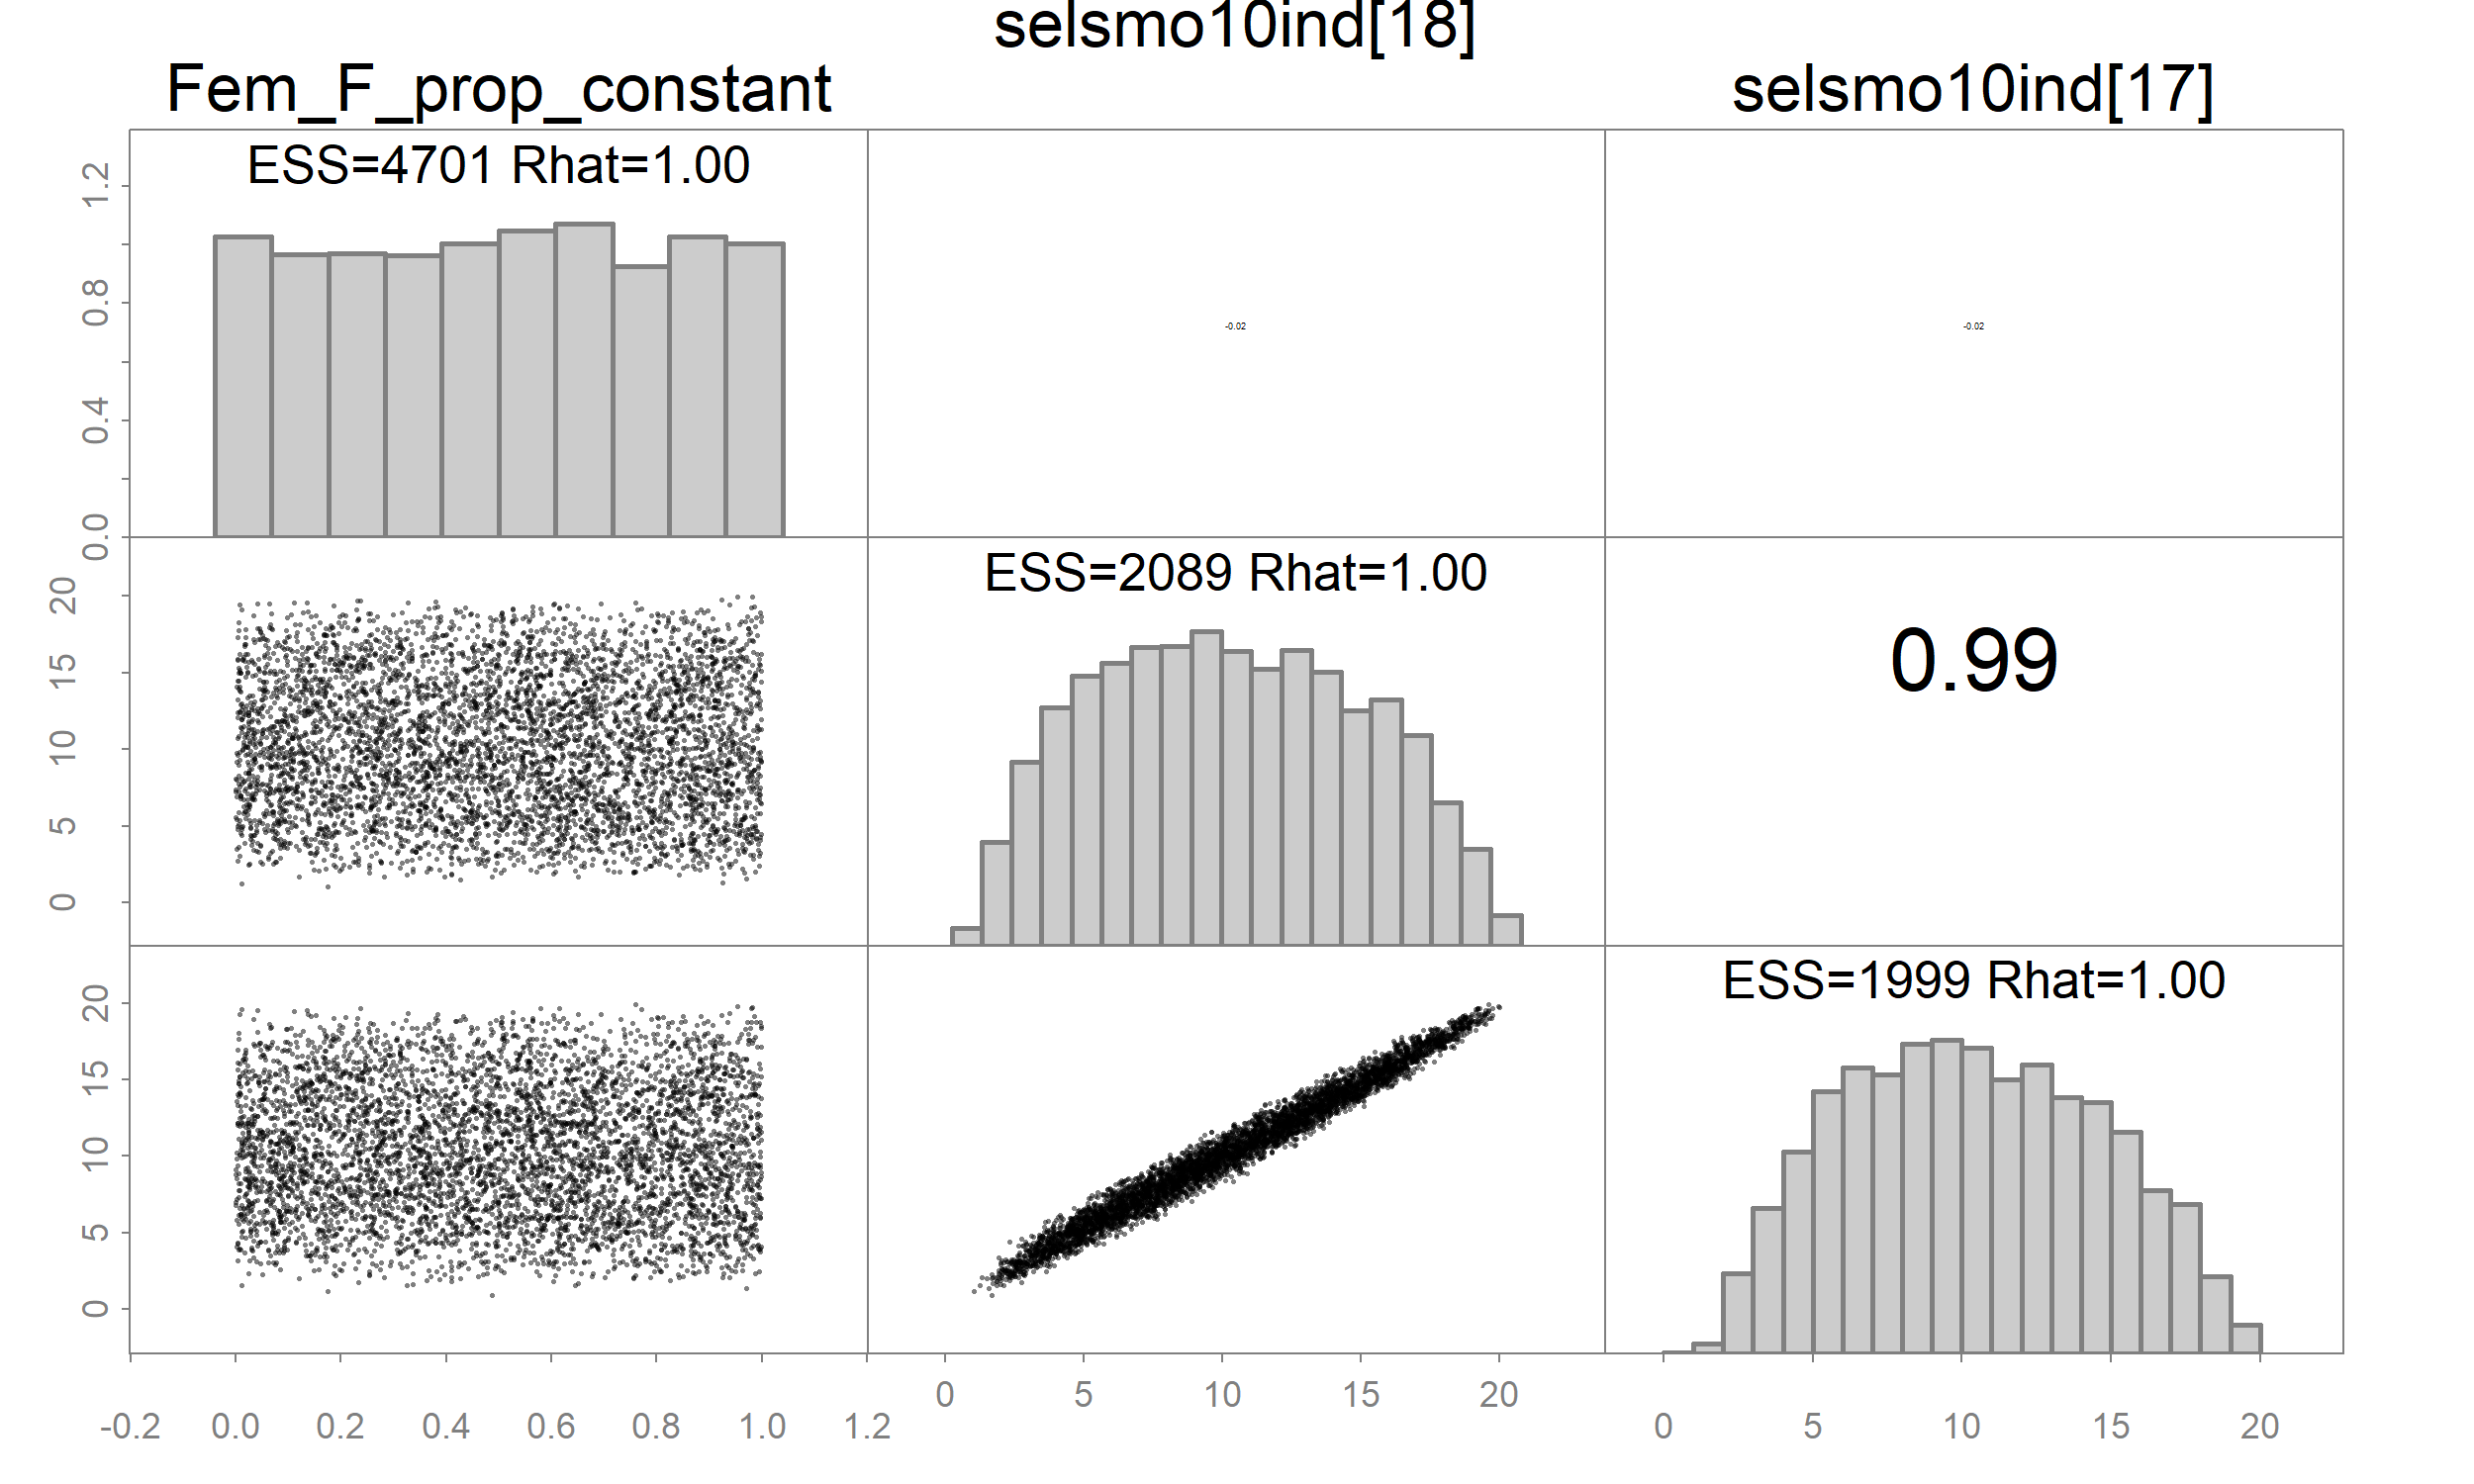 selsmo10ind[18]
Fem_F_prop_constant
selsmo10ind[17]
ESS=4701 Rhat=1.00
1.2
0.8
0.4
0.0
-0.02
-0.02
ESS=2089 Rhat=1.00
20
15
10
5
0
0.99
ESS=1999 Rhat=1.00
20
15
10
5
0
0 5 10 15 20
-0.2 0.0 0.2 0.4 0.6 0.8 1.0 1.2
0 5 10 15 20